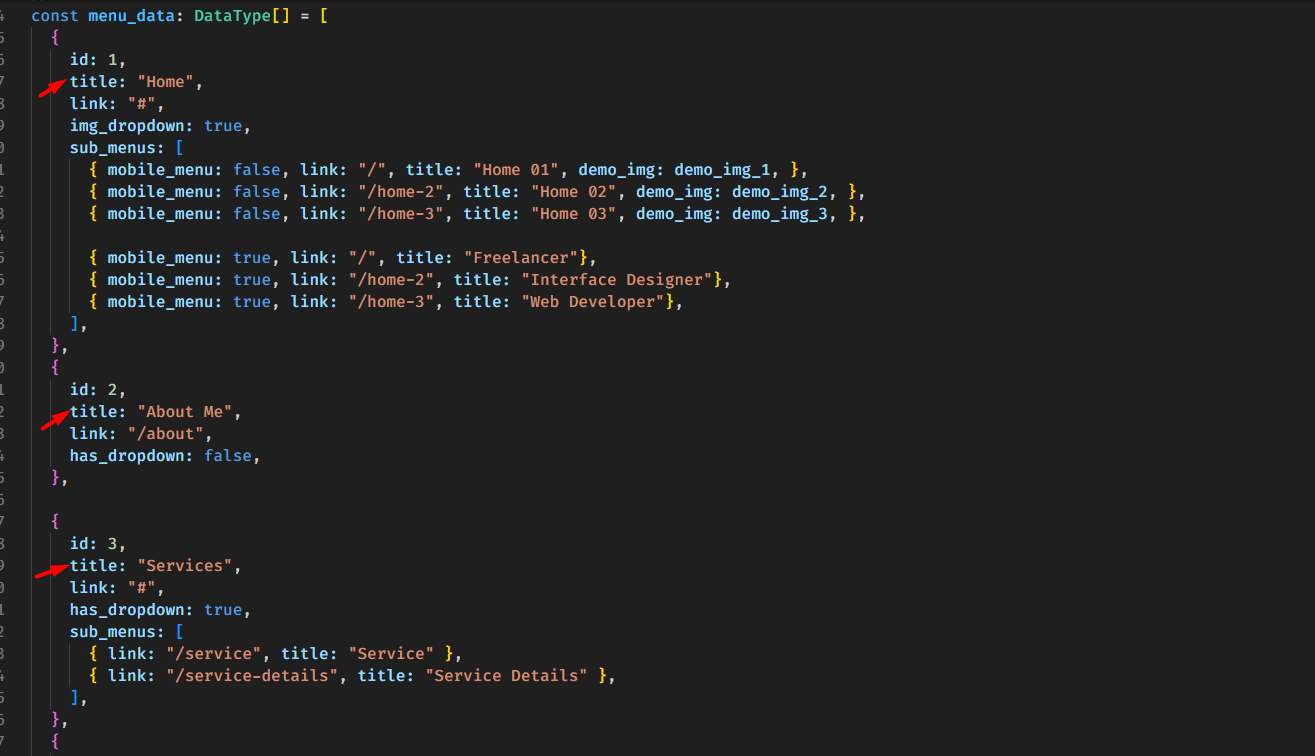 const menu_data: DataType[] = [
{
id: 1,
title: "Home",
link: "#",
img_dropdown: true,
sub_menus: [
{ mobile_menu: false, link: "/", title: "Home 01", demo_img: demo_img_1, },
{ mobile_menu: false, link: "/home-2", title: "Home 02", demo_img: demo_img_2, },
{ mobile_menu: false, link: "/home-3", title: "Home 03", demo_img: demo_img_3, },
{ mobile_menu: true, link: "/", title: "Freelancer"},
{ mobile_menu: true, link: "/home-2", title: "Interface Designer"},
{ mobile_menu: true, link: "/home-3", title: "Web Developer"},
],
},
{
id: 2,
title: "About Me",
link: "/about",
has_dropdown: false,
},
{
id: 3,
title: "Services",
link: "#",
has_dropdown: true,
sub_menus: [
{ link: "/service", title: "Service" },
{ link: "/service-details", title: "Service Details" },
],
},
{